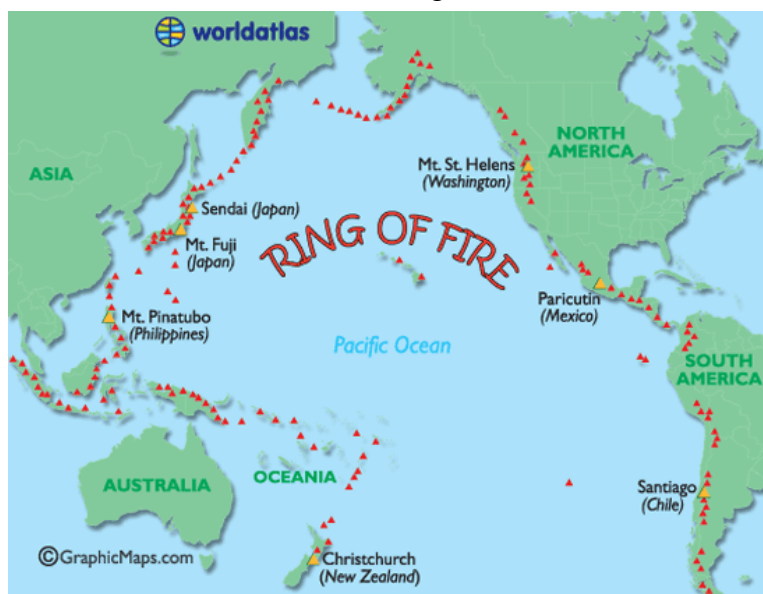 worldatlas
NORTH
AMERICA
Mt. St. Helens
(Washington)
ASIA
Sendai (Japan)
RING OF FIRE
Mt. Fuji
(Japan)
Paricutin
(Mexico)
Mt. Pinatubo
(Philippines)
Pacific Ocean
SOUTH
AMERICA
OCEANIA
AUSTRALIA
Santiago
(Chile)
©GraphicMaps.com
Christchurch
(New Zealand)